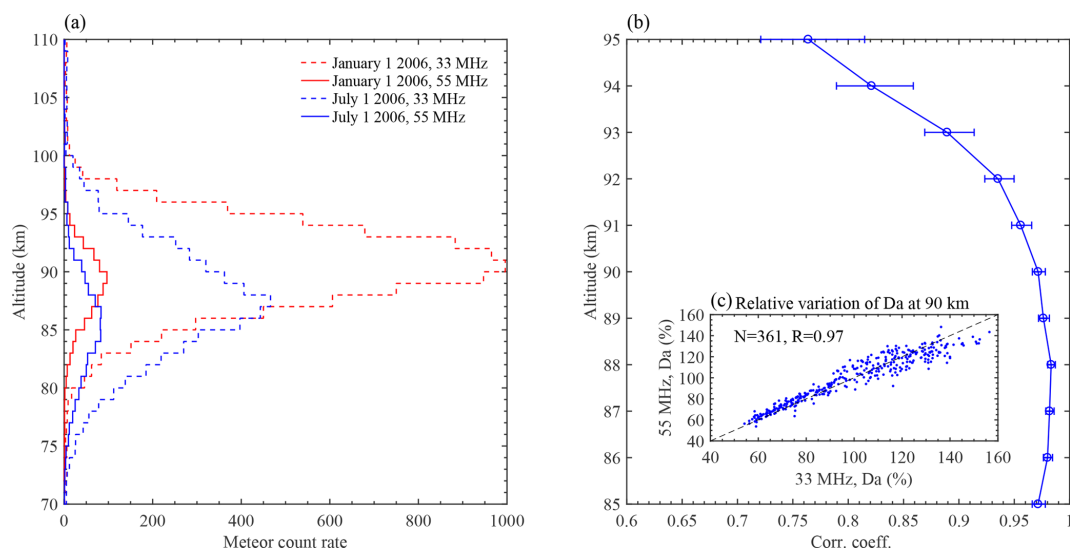 (a)
110
105
100
95
90
85
80
75
70
Altitude (km)
0 200 400 600 800 1000
Meteor count rate
January 1 2006, 33 MHz
January 1 2006, 55 MHz
July 1 2006, 33 MHz
July 1 2006, 55 MHz
(b)
95
94
93
92
91
90
89
88
87
86
85
Altitude (km)
0.6 0.65 0.7 0.75 0.8 0.85 0.9 0.95 1
Corr. coeff.
(c) Relative variation of Da at 90 km
160
140
120
100
80
60
40
55 MHz, Da (%)
N=361, R=0.97
40 60 80 100 120 140 160
33 MHz, Da (%)